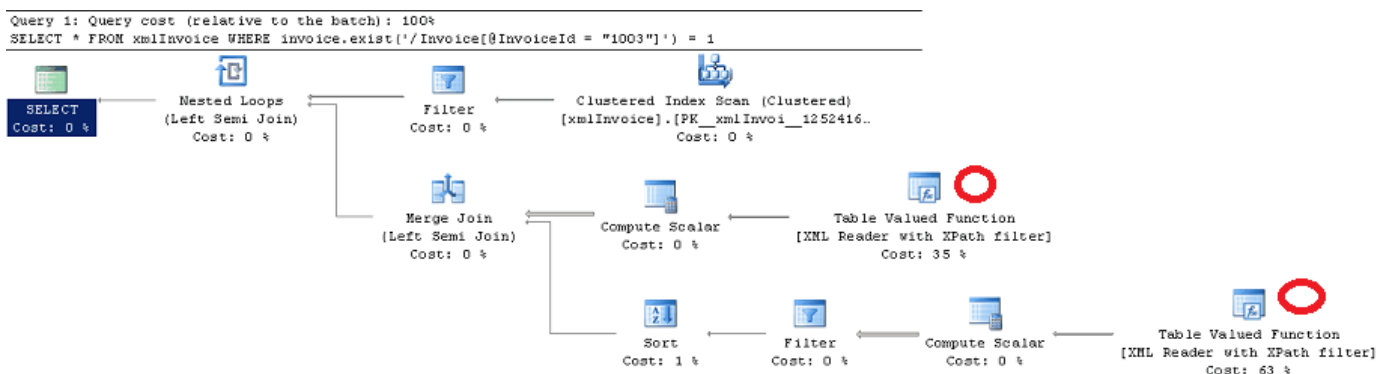 Query 1: Query cost (relative to the batch): 100%
SELECT * FROM xmlInvoice WHERE invoice.exist('/Invoice[@InvoiceId = "1003"]') = 1
SELECT
Cost: 0 %
Nested Loops
(Left Semi Join)
Cost: 0 %
Filter
Cost: 0 %
Clustered Index Scan (Clustered)
[xmlInvoice].[PK__xmlInvoi__1252416…
Cost: 0 %
Merge Join
(Left Semi Join)
Cost: 0 %
Compute Scalar
Cost: 0 %
Table Valued Function
[XML Reader with XPath filter]
Cost: 35 %
Sort
Cost: 1 %
Filter
Cost: 0 %
Compute Scalar
Cost: 0 %
Table Valued Function
[XML Reader with XPath filter]
Cost: 63 %